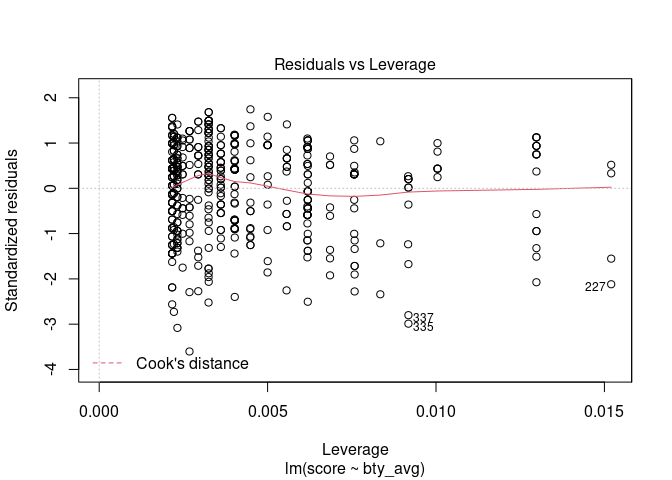 Residuals vs Leverage
Standardized residuals
2
1
0
-1
-2
-3
-4
227
337
335
Cook's distance
0.000 0.005 0.010 0.015
Leverage
lm(score ~ bty_avg)